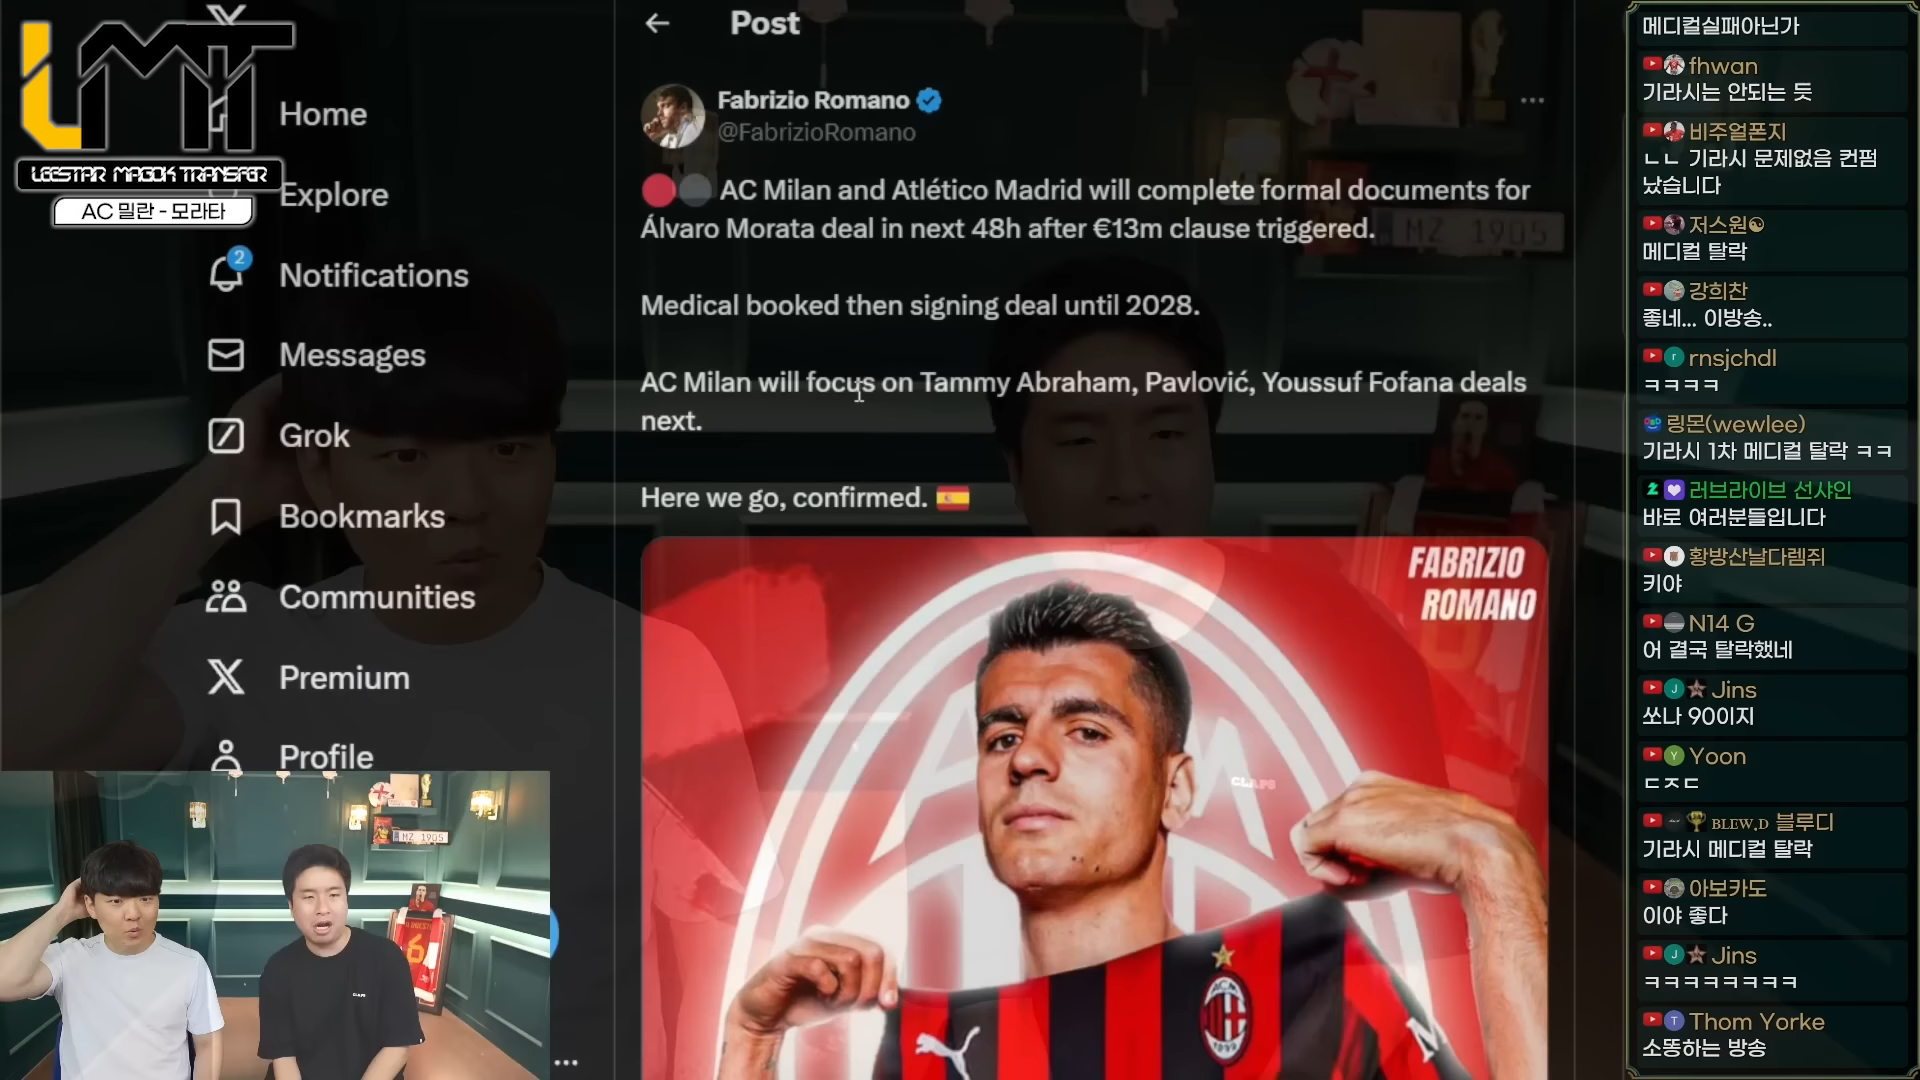 LMT
LEESTAR MAGOK TRANSFER
AC 밀란 - 모라타
Home
Explore
2
Notifications
Messages
Grok
Bookmarks
Communities
Premium
Profile
Post
Fabrizio Romano
@FabrizioRomano
AC Milan and Atlético Madrid will complete formal documents for
Álvaro Morata deal in next 48h after €13m clause triggered.
Medical booked then signing deal until 2028.
AC Milan will focus on Tammy Abraham, Pavlović, Youssuf Fofana deals
next.
Here we go, confirmed.
FABRIZIO
ROMANO
MZ 1905
CLAPS
ACM
1899
MZ 1905
6
메디컬실패아닌가
fhwan
기라시는 안되는 듯
비주얼폰지
ㄴㄴ 기라시 문제없음 컨펌
났습니다
저스원☯
메디컬 탈락
강희찬
좋네... 이방송..
r
rnsjchdl
ㅋㅋㅋㅋ
링몬(wewlee)
기라시 1차 메디컬 탈락 ㅋㅋ
러브라이브 선샤인
바로 여러분들입니다
황방산날다렘쥐
키야
N14 G
어 결국 탈락했네
J
Jins
쏘나 90이지
Y
Yoon
ㄷㅈㄷ
BLEW.D 블루디
기라시 메디컬 탈락
아보카도
이야 좋다
J
Jins
ㅋㅋㅋㅋㅋㅋㅋㅋ
T
Thom Yorke
소똥하는 방송